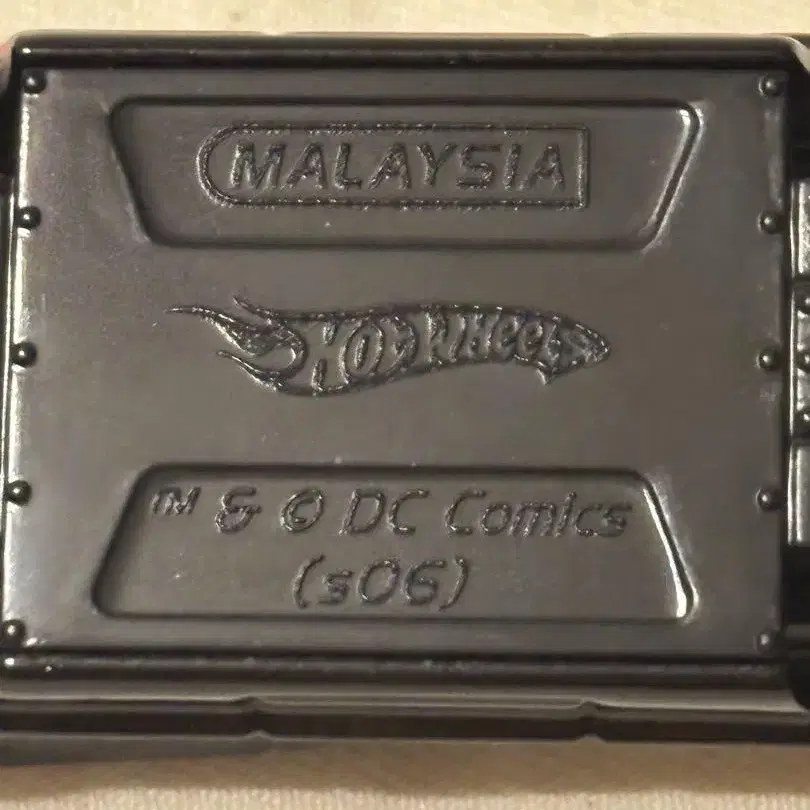 MALAYSIA
HOT WHEELS
™ & © DC Comics
(s06)